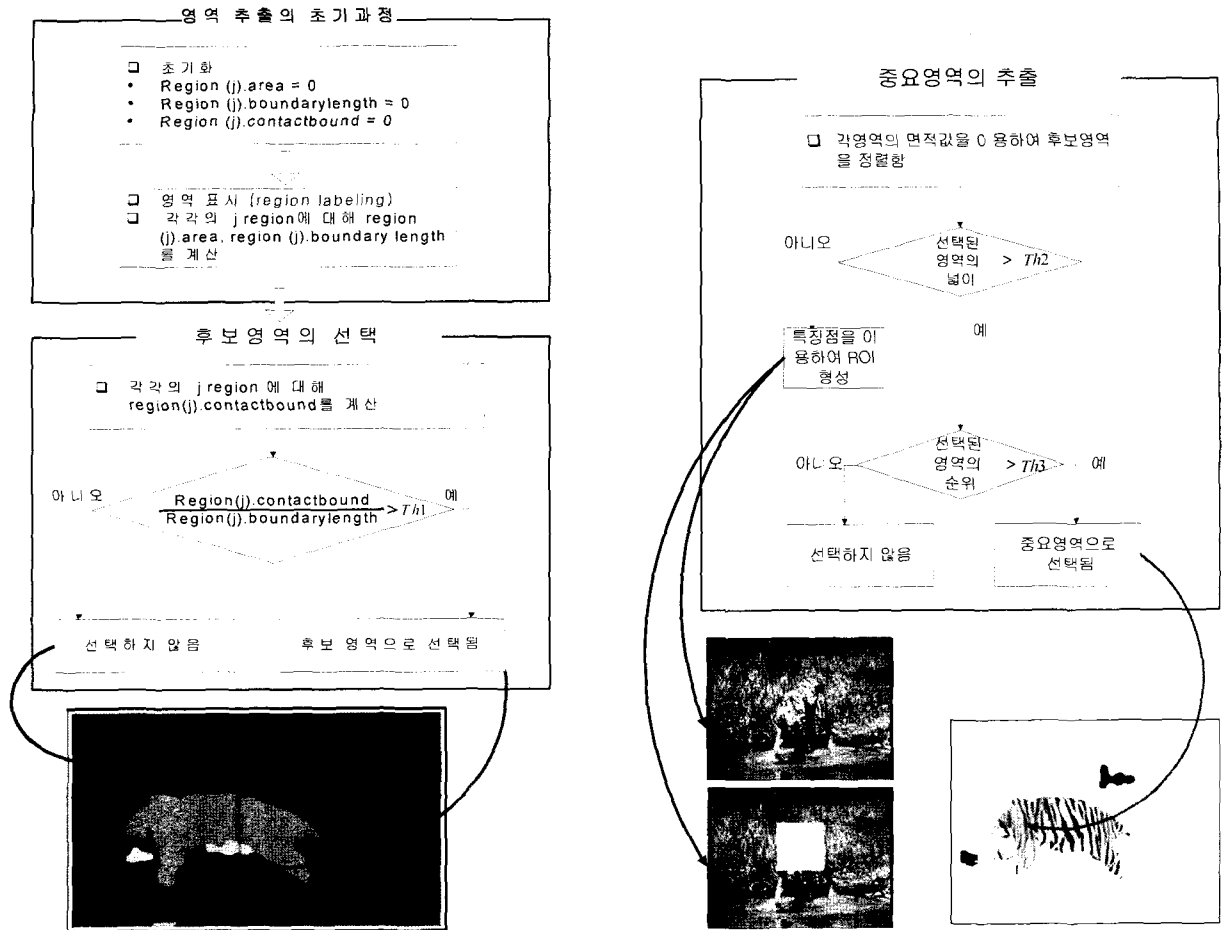 영역 추출의 초기과정
❑ 초기화
• Region (j).area = 0
• Region (j).boundarylength = 0
• Region (j).contactbound = 0
❑ 영역 표시 (region labeling)
❑ 각각의 j region에 대해 region
(j).area, region (j).boundary length
를 계산
후보영역의 선택
❑ 각각의 j region 에 대해
region(j).contactbound를 계산
아니오
Region(j).contactbound
Region(j).boundarylength
> Th1
예
선택하지 않음
후보 영역으로 선택됨
중요영역의 추출
❑ 각영역의 면적값을 0 용하여 후보영역
을 정렬함
아니오
선택된
영역의
넓이
> Th2
예
특징점을 이
용하여 ROI
형성
아니오
선택된
영역의
순위
> Th3
예
선택하지 않음
중요영역으로
선택됨